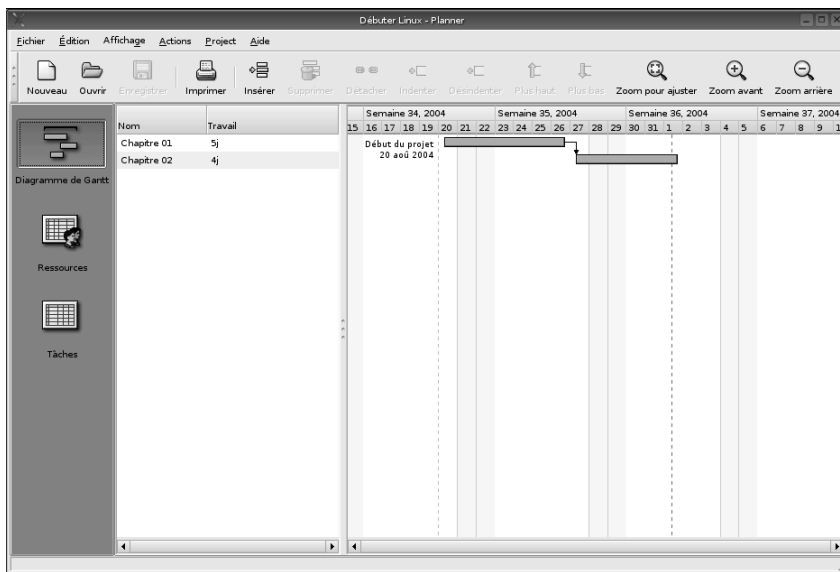 Débuter Linux - Planner
Fichier Édition Affichage Actions Project Aide
Nouveau Ouvrir Enregistrer Imprimer Insérer Supprimer Détacher Indenter Désindenter Plus haut Plus bas Zoom pour ajuster Zoom avant Zoom arrière
Semaine 34, 2004 Semaine 35, 2004 Semaine 36, 2004 Semaine 37, 2004
Nom Travail
15 16 17 18 19 20 21 22 23 24 25 26 27 28 29 30 31 1 2 3 4 5 6 7 8 9 1
Chapitre 01 5j
Début du projet
Chapitre 02 4j
20 aoû 2004
Diagramme de Gantt
Ressources
Tâches